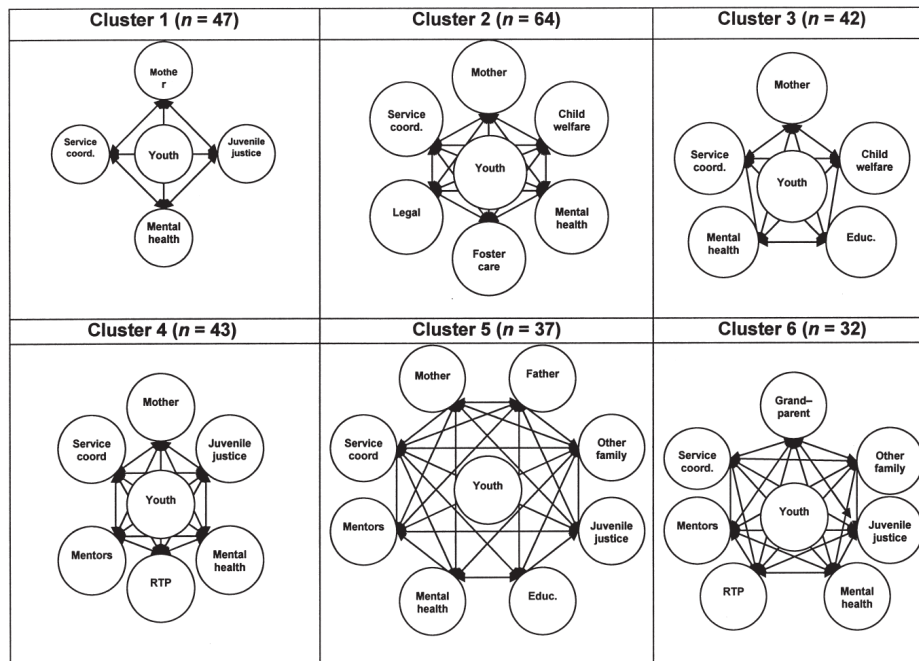 Cluster 1 (n = 47)
Mothe
r
Service
coord.
Youth
Juvenile
justice
Mental
health
Cluster 2 (n = 64)
Mother
Service
coord.
Child
welfare
Youth
Legal
Mental
health
Foster
care
Cluster 3 (n = 42)
Mother
Service
coord.
Child
welfare
Youth
Mental
health
Educ.
Cluster 4 (n = 43)
Mother
Service
coord
Juvenile
justice
Youth
Mentors
Mental
health
RTP
Cluster 5 (n = 37)
Mother
Father
Service
coord
Other
family
Youth
Mentors
Juvenile
justice
Mental
health
Educ.
Cluster 6 (n = 32)
Grand–
parent
Service
coord.
Other
family
Youth
Mentors
Juvenile
justice
RTP
Mental
health